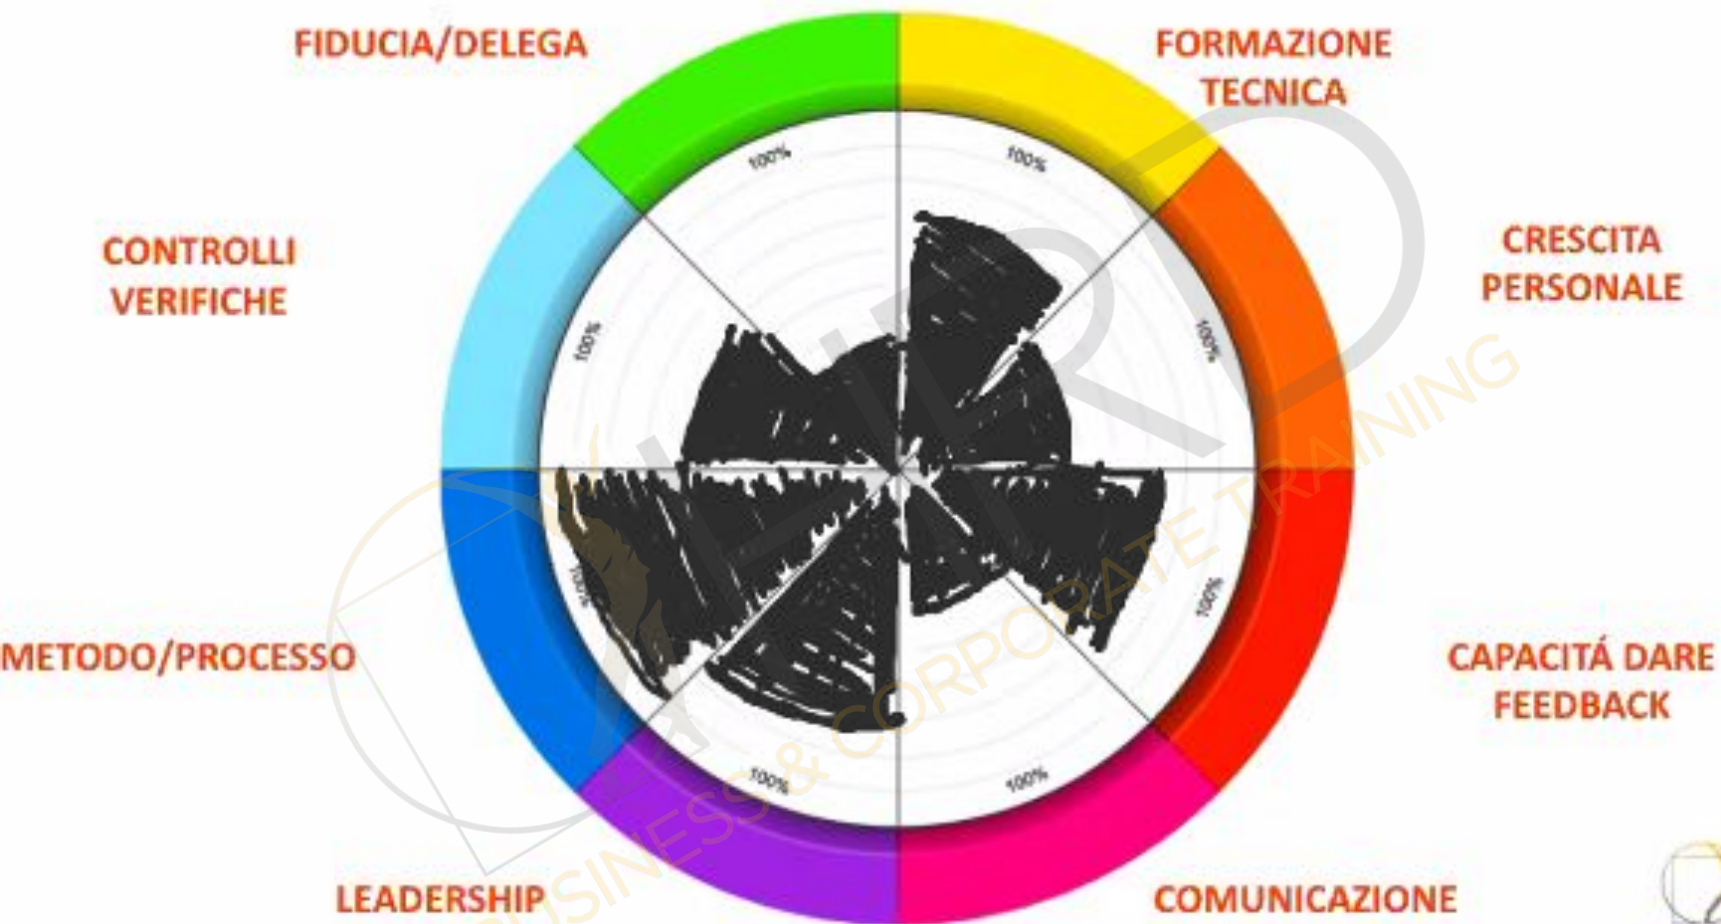 FIDUCIA/DELEGA
FORMAZIONE
TECNICA
100%
100%
CONTROLLI
VERIFICHE
CRESCITA
PERSONALE
100%
100%
HRD
BUSINESS & CORPORATE TRAINING
100%
100%
METODO/PROCESSO
CAPACITÁ DARE
FEEDBACK
100%
100%
LEADERSHIP
COMUNICAZIONE